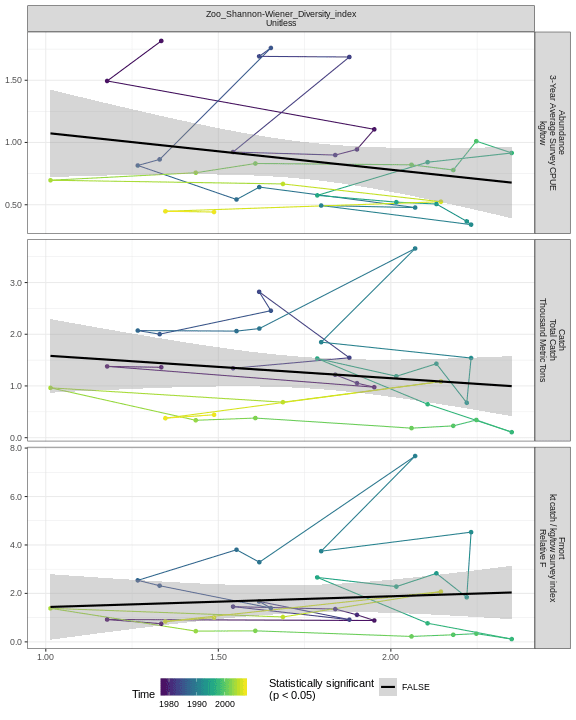 Zoo_Shannon-Wiener_Diversity_index
Unitless
1.50
1.00
0.50
Abundance
3-Year Average Survey CPUE
kg/tow
3.0
2.0
1.0
0.0
Catch
Total Catch
Thousand Metric Tons
8.0
6.0
4.0
2.0
0.0
Fmort
kt catch / kg/tow survey index
Relative F
1.00
1.50
2.00
Time
1980
1990
2000
Statistically significant
(p < 0.05)
FALSE